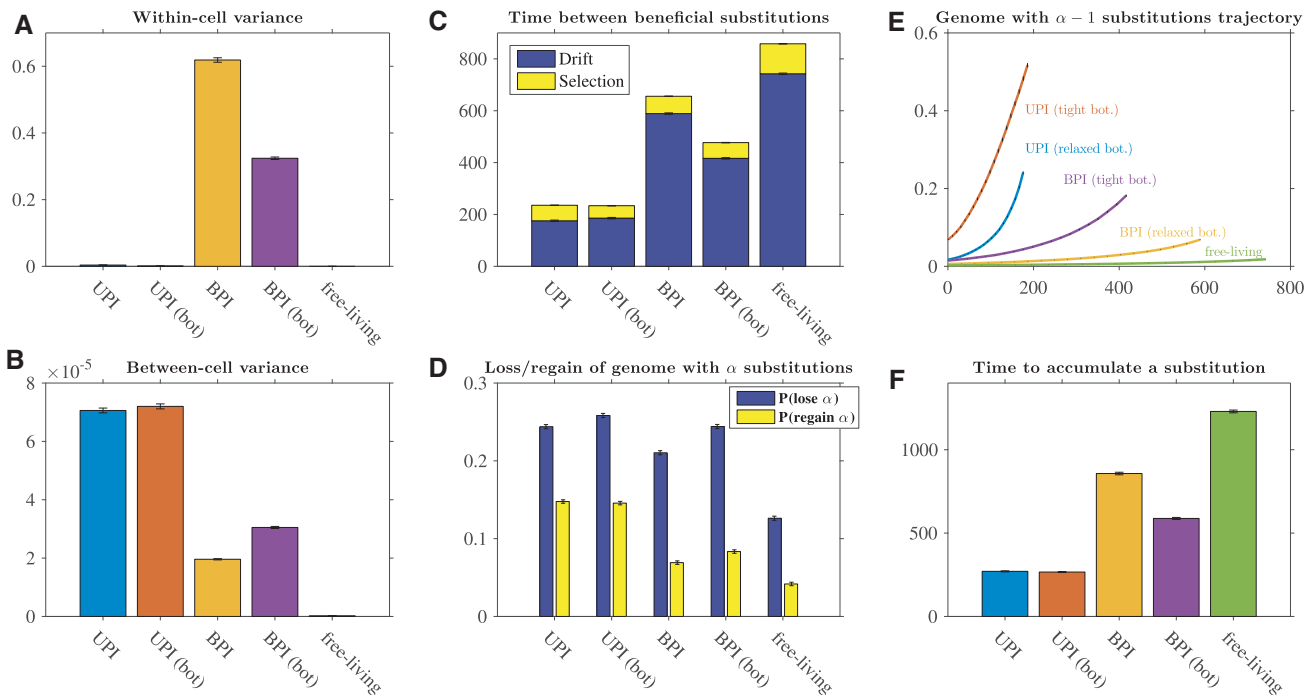 A
Within-cell variance
0.6
0.4
0.2
0
UPI
UPI (bot)
BPI
BPI (bot)
free-living
B
Between-cell variance
×10⁻⁵
8
6
4
2
0
UPI
UPI (bot)
BPI
BPI (bot)
free-living
C
Time between beneficial substitutions
Drift
Selection
800
600
400
200
0
UPI
UPI (bot)
BPI
BPI (bot)
free-living
D
Loss/regain of genome with α substitutions
P(lose α)
P(regain α)
0.3
0.2
0.1
0
UPI
UPI (bot)
BPI
BPI (bot)
free-living
E
Genome with α − 1 substitutions trajectory
0.6
0.4
0.2
0
UPI (tight bot.)
UPI (relaxed bot.)
BPI (tight bot.)
BPI (relaxed bot.)
free-living
0 200 400 600 800
F
Time to accumulate a substitution
1000
500
0
UPI
UPI (bot)
BPI
BPI (bot)
free-living